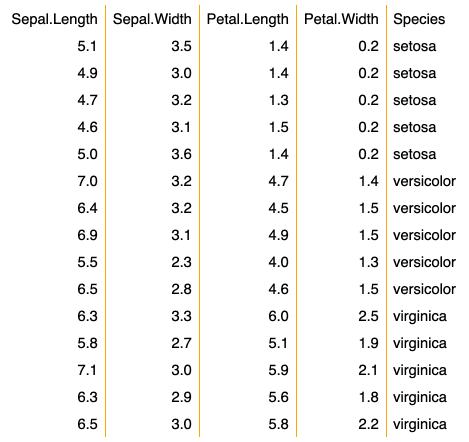 Sepal.Length Sepal.Width Petal.Length Petal.Width Species
5.1 3.5 1.4 0.2 setosa
4.9 3.0 1.4 0.2 setosa
4.7 3.2 1.3 0.2 setosa
4.6 3.1 1.5 0.2 setosa
5.0 3.6 1.4 0.2 setosa
7.0 3.2 4.7 1.4 versicolor
6.4 3.2 4.5 1.5 versicolor
6.9 3.1 4.9 1.5 versicolor
5.5 2.3 4.0 1.3 versicolor
6.5 2.8 4.6 1.5 versicolor
6.3 3.3 6.0 2.5 virginica
5.8 2.7 5.1 1.9 virginica
7.1 3.0 5.9 2.1 virginica
6.3 2.9 5.6 1.8 virginica
6.5 3.0 5.8 2.2 virginica